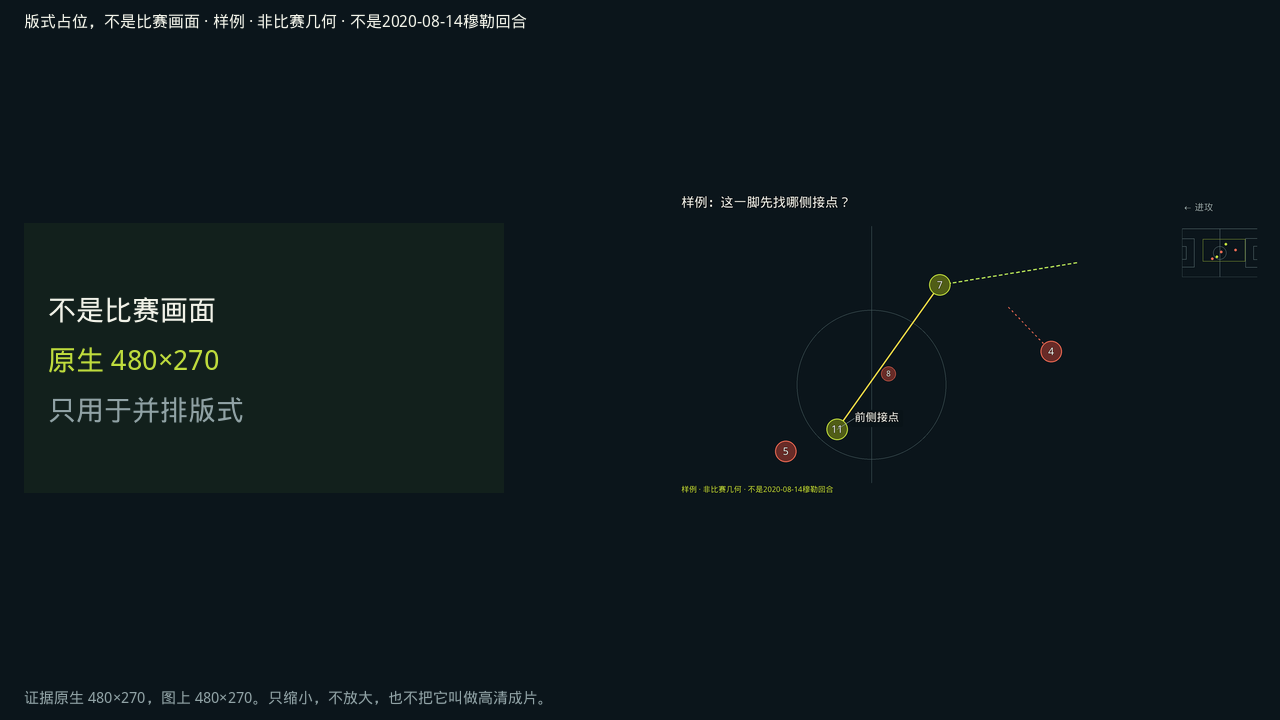 版式占位，不是比赛画面 · 样例 · 非比赛几何 · 不是2020-08-14穆勒回合
样例：这一脚先找哪侧接点？
← 进攻
不是比赛画面
原生 480×270
只用于并排版式
7
4
8
前侧接点
11
5
样例 · 非比赛几何 · 不是2020-08-14穆勒回合
证据原生 480×270，图上 480×270。只缩小，不放大，也不把它叫做高清成片。